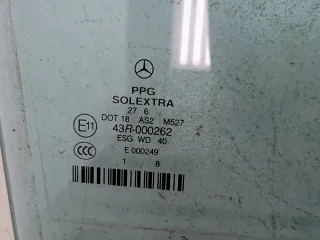 PPG
SOLEXTRA
27 6
DOT 18 AS2 M527
E11 43R-000262
ESG WD 40
CCC E 000249
1 8